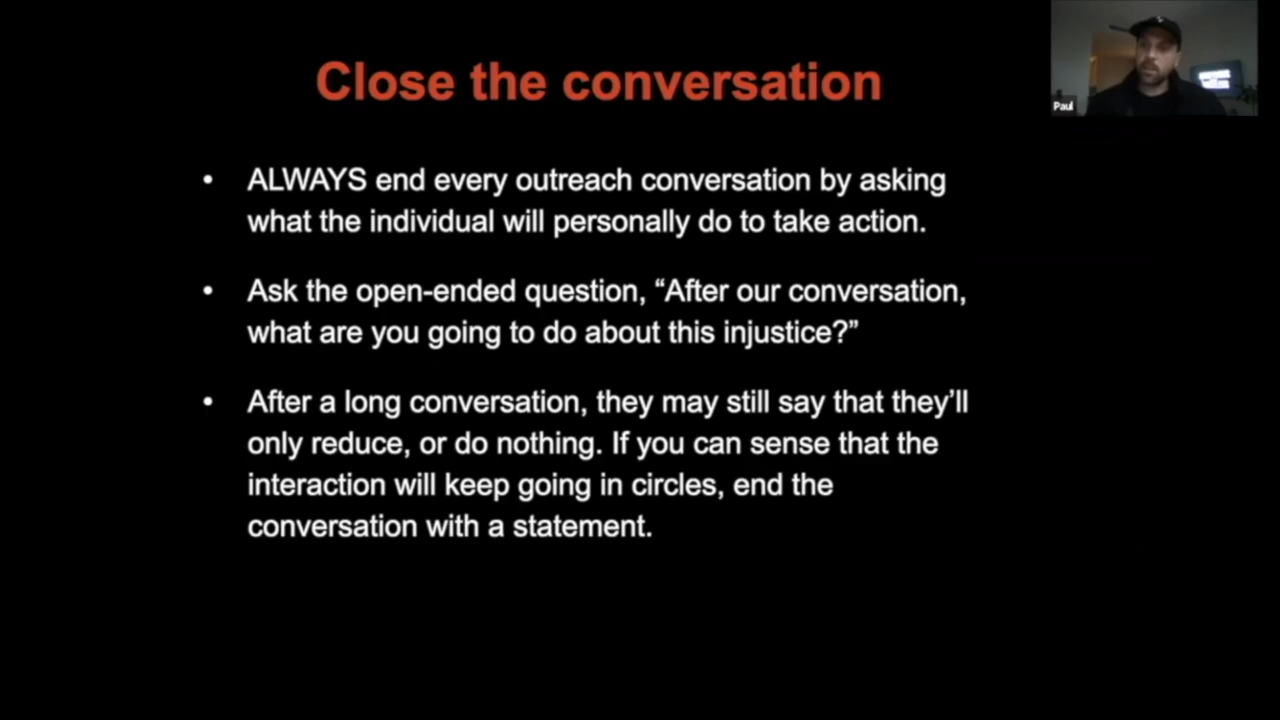 Close the conversation
Paul
• ALWAYS end every outreach conversation by asking
what the individual will personally do to take action.
• Ask the open-ended question, “After our conversation,
what are you going to do about this injustice?”
• After a long conversation, they may still say that they’ll
only reduce, or do nothing. If you can sense that the
interaction will keep going in circles, end the
conversation with a statement.